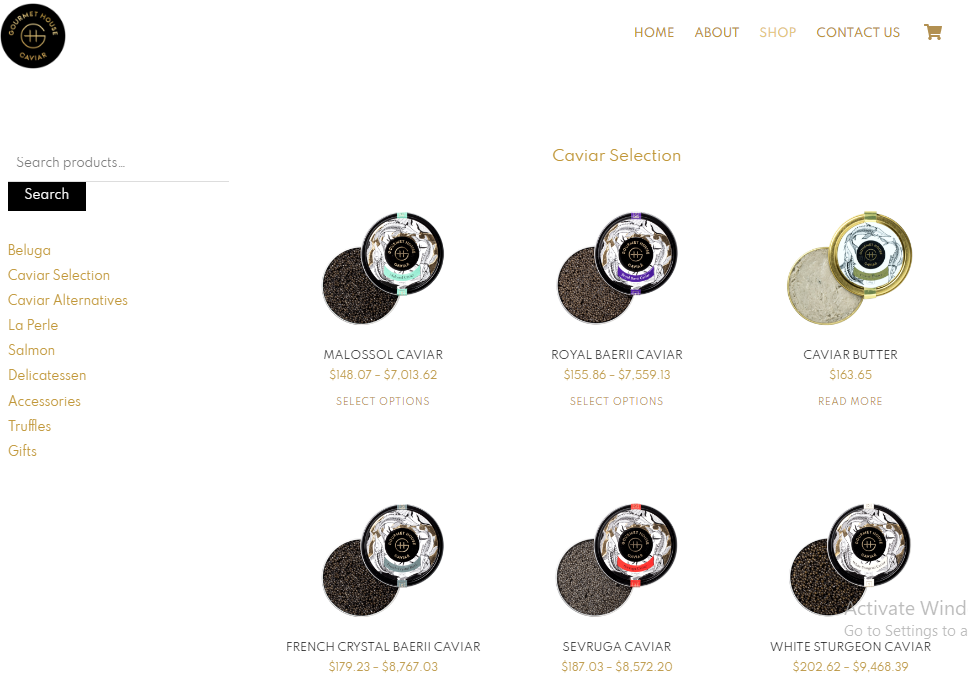 GOURMET HOUSE
CAVIAR
HOME ABOUT SHOP CONTACT US
Search products…
Search
Beluga
Caviar Selection
Caviar Alternatives
La Perle
Salmon
Delicatessen
Accessories
Truffles
Gifts
Caviar Selection
MALOSSOL CAVIAR
$148.07 – $7,013.62
SELECT OPTIONS
ROYAL BAERII CAVIAR
$155.86 – $7,559.13
SELECT OPTIONS
CAVIAR BUTTER
$163.65
READ MORE
FRENCH CRYSTAL BAERII CAVIAR
$179.23 – $8,767.03
SEVRUGA CAVIAR
$187.03 – $8,572.20
WHITE STURGEON CAVIAR
$202.62 – $9,468.39
Activate Wind
Go to Settings to a